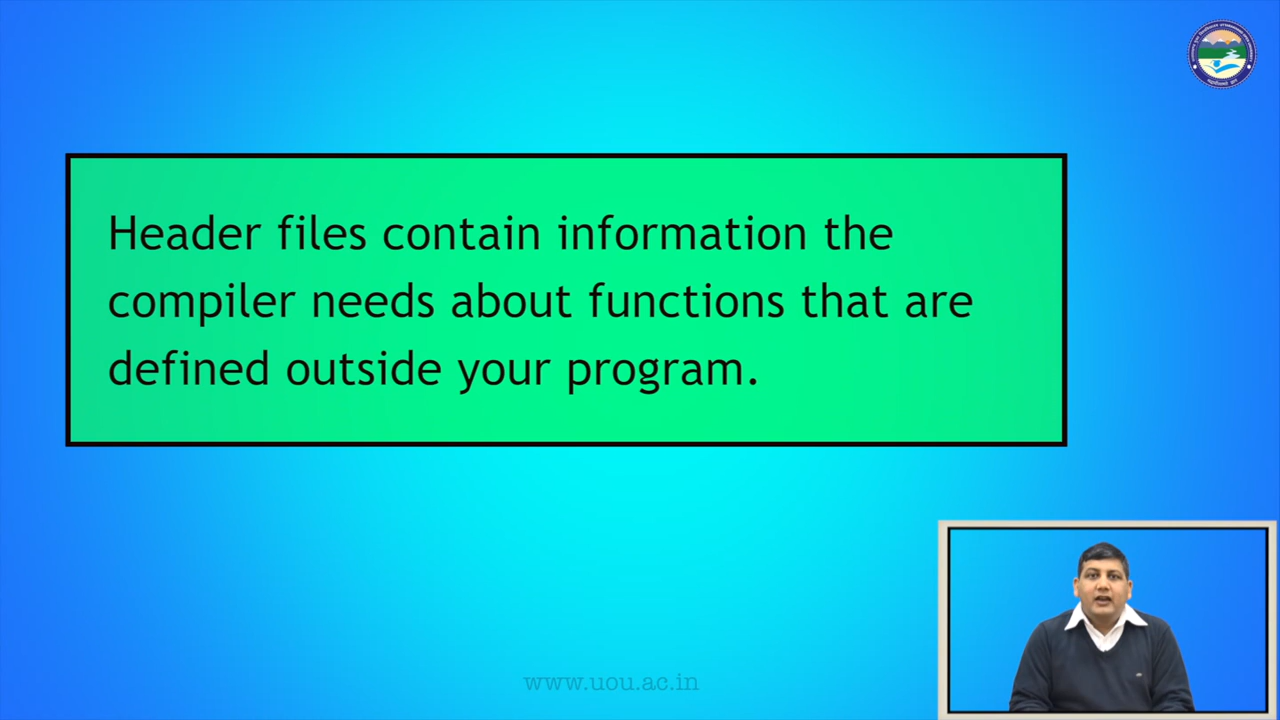 Header files contain information the
compiler needs about functions that are
defined outside your program.
www.uou.ac.in